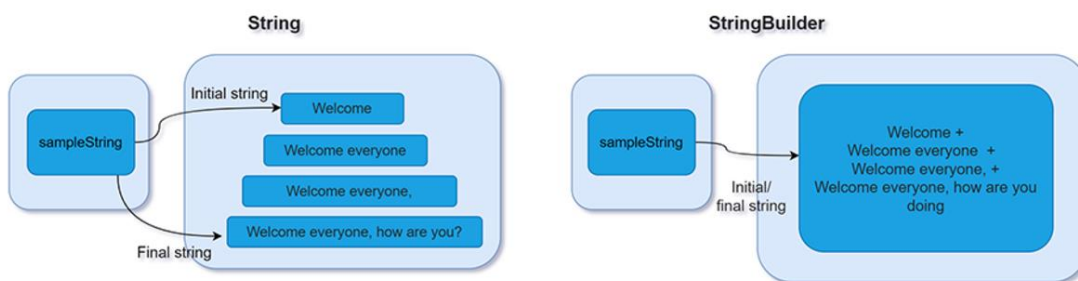 String
sampleString
Initial string
Welcome
Welcome everyone
Welcome everyone,
Welcome everyone, how are you?
Final string
StringBuilder
sampleString
Initial/
final string
Welcome +
Welcome everyone +
Welcome everyone, +
Welcome everyone, how are you
doing